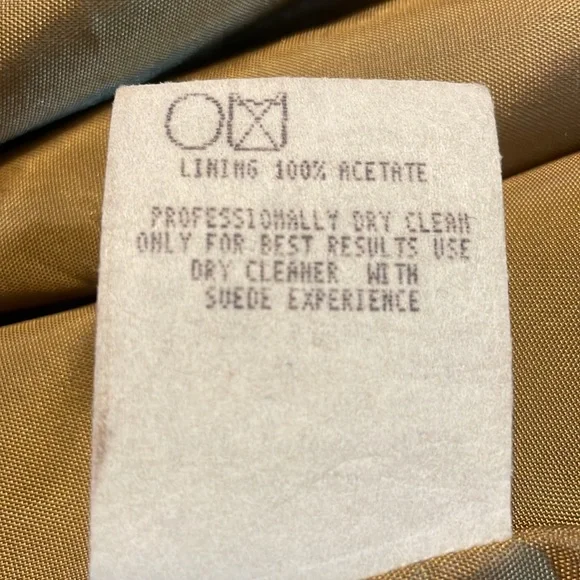 LINING 100% ACETATE
PROFESSIONALLY DRY CLEAN
ONLY FOR BEST RESULTS USE
DRY CLEANER WITH
SUEDE EXPERIENCE